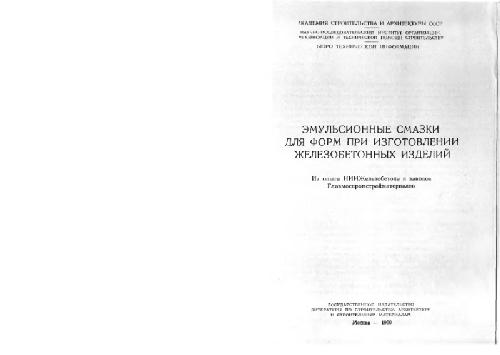 АКАДЕМИЯ СТРОИТЕЛЬСТВА И АРХИТЕКТУРЫ СССР
НАУЧНО-ИССЛЕДОВАТЕЛЬСКИЙ ИНСТИТУТ ОРГАНИЗАЦИИ,
МЕХАНИЗАЦИИ И ТЕХНИЧЕСКОЙ ПОМОЩИ СТРОИТЕЛЬСТВУ
БЮРО ТЕХНИЧЕСКОЙ ИНФОРМАЦИИ
ЭМУЛЬСИОННЫЕ СМАЗКИ
ДЛЯ ФОРМ ПРИ ИЗГОТОВЛЕНИИ
ЖЕЛЕЗОБЕТОННЫХ ИЗДЕЛИЙ
Из опыта НИИЖелезобетона и заводов
Главмоспромстройматериалов
ГОСУДАРСТВЕННОЕ ИЗДАТЕЛЬСТВО
ЛИТЕРАТУРЫ ПО СТРОИТЕЛЬСТВУ, АРХИТЕКТУРЕ
И СТРОИТЕЛЬНЫМ МАТЕРИАЛАМ
Москва —